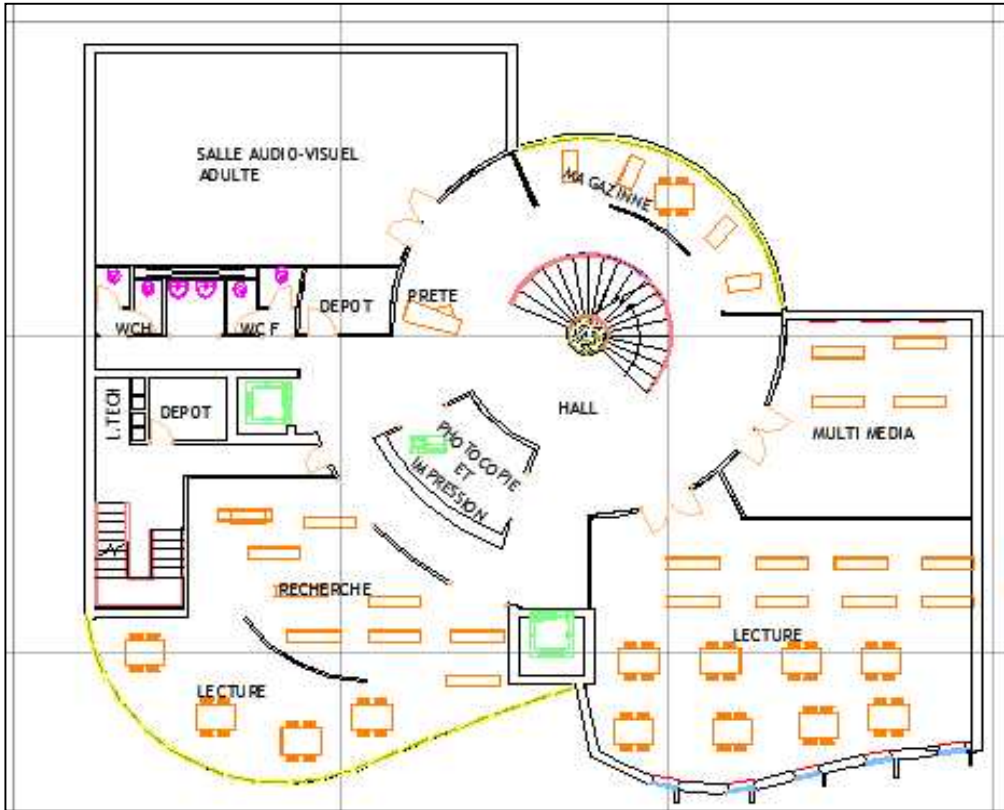 SALLE AUDIO-VISUEL
ADULTE
MAGAZINNE
DEPOT
PRETE
WCH
WC F
L.TECH
DEPOT
HALL
PHOTOCOPIE
ET
IMPRESSION
MULTI MEDIA
RECHERCHE
LECTURE
LECTURE